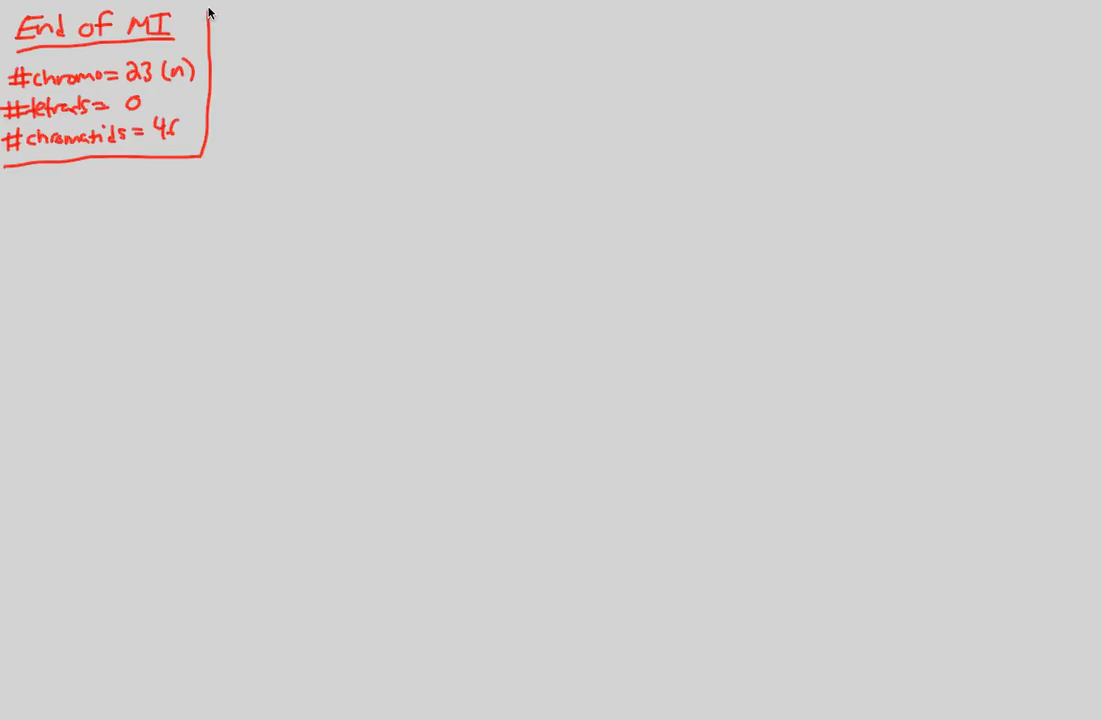 End of MI
#chromo= 23 (n)
#tetrads= 0
#chromatids = 46